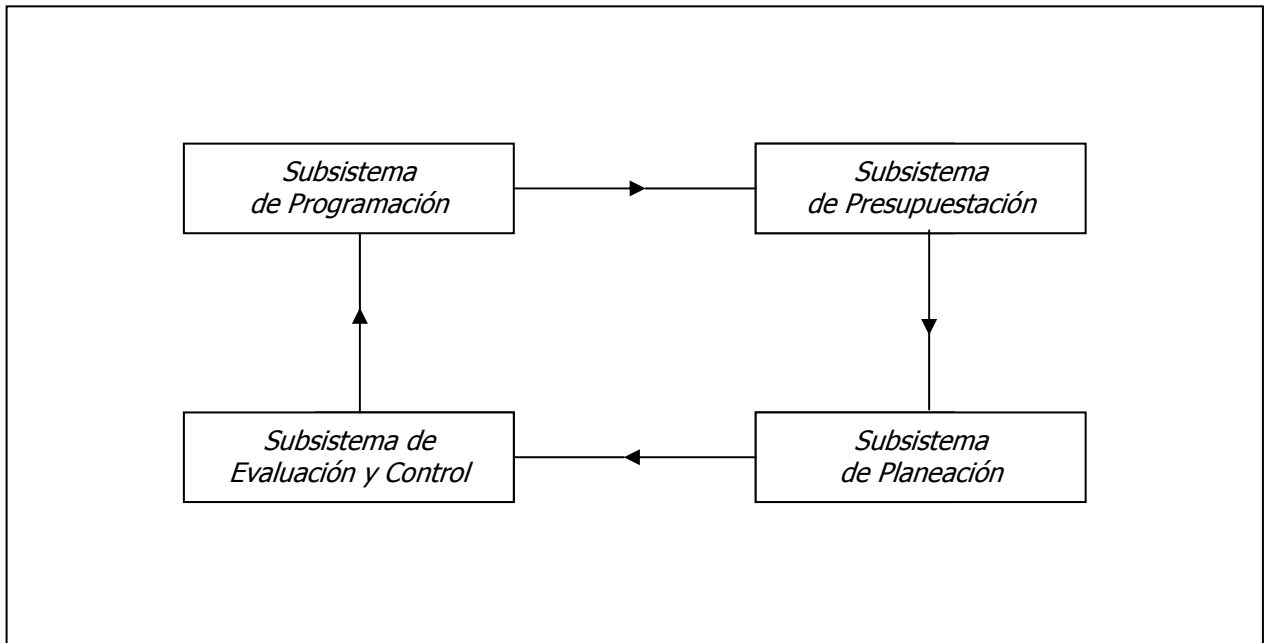 Subsistema
de Programación
Subsistema
de Presupuestación
Subsistema de
Evaluación y Control
Subsistema
de Planeación